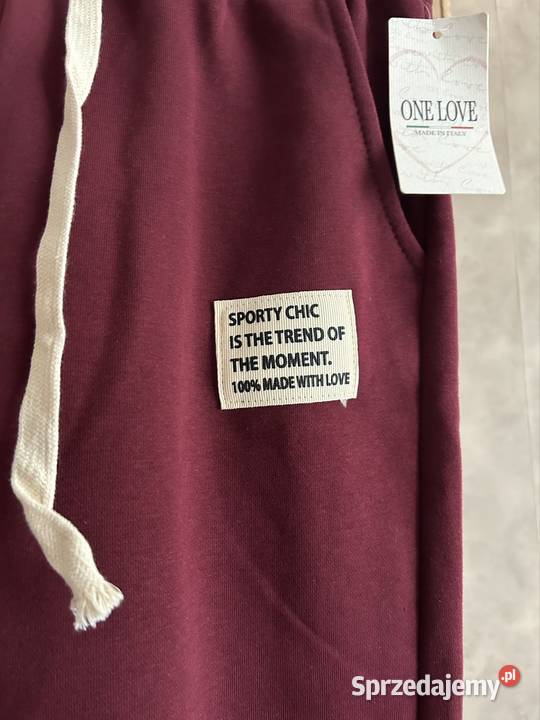 ONE LOVE
MADE IN ITALY
SPORTY CHIC
IS THE TREND OF
THE MOMENT.
100% MADE WITH LOVE
Sprzedajemy.pl